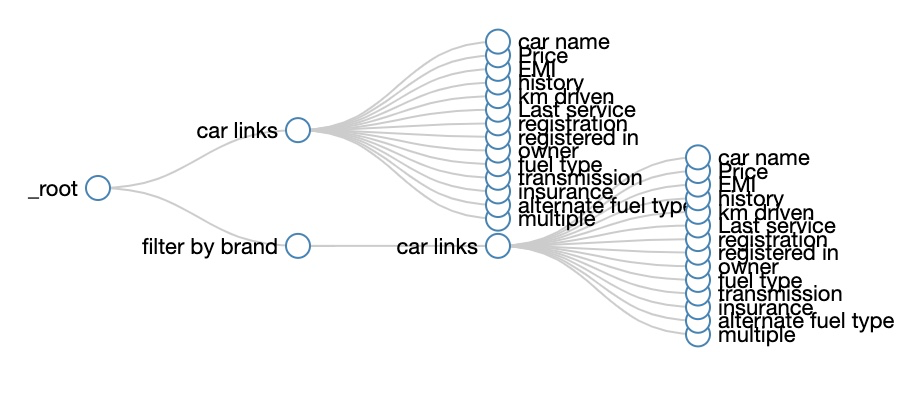 _root
car links
car name
Price
EMI
history
km driven
Last service
registration
registered in
owner
fuel type
transmission
insurance
alternate fuel type
multiple
filter by brand
car links
car name
Price
EMI
history
km driven
Last service
registration
registered in
owner
fuel type
transmission
insurance
alternate fuel type
multiple